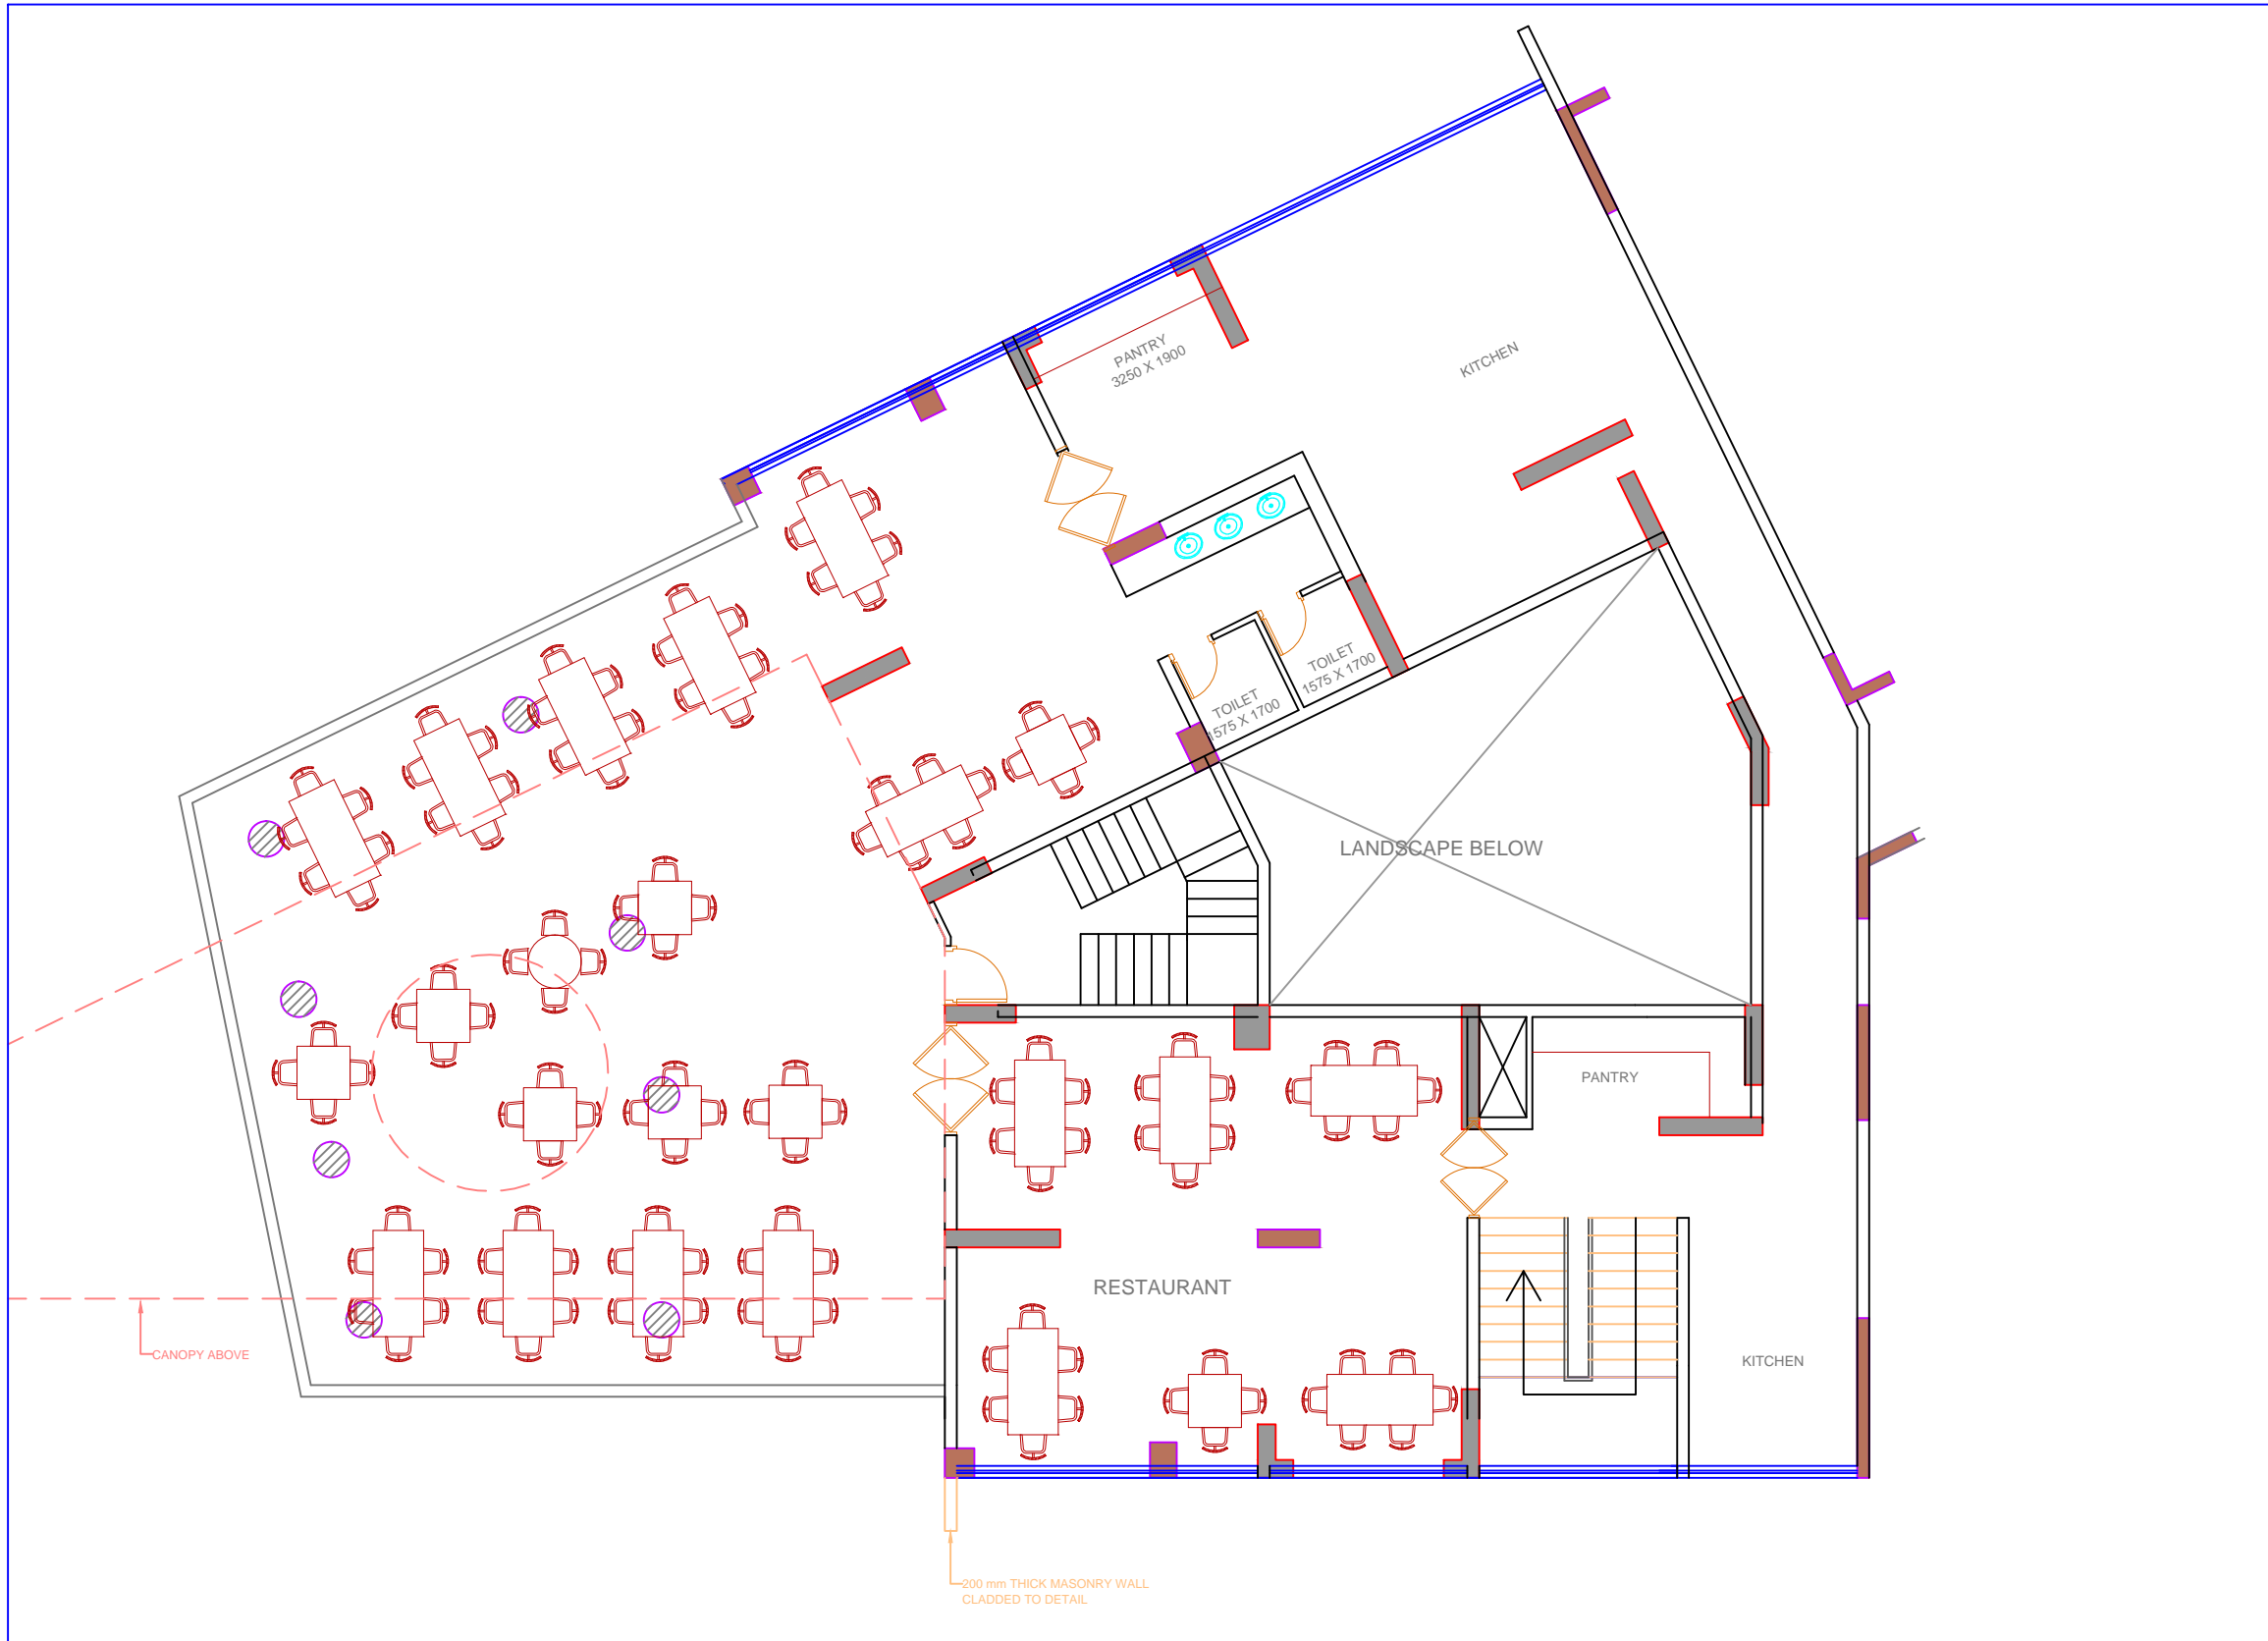 PANTRY
3250 X 1900
KITCHEN
TOILET
1575 X 1700
TOILET
1575 X 1700
LANDSCAPE BELOW
PANTRY
RESTAURANT
CANOPY ABOVE
KITCHEN
200 mm THICK MASONRY WALL
CLADDED TO DETAIL